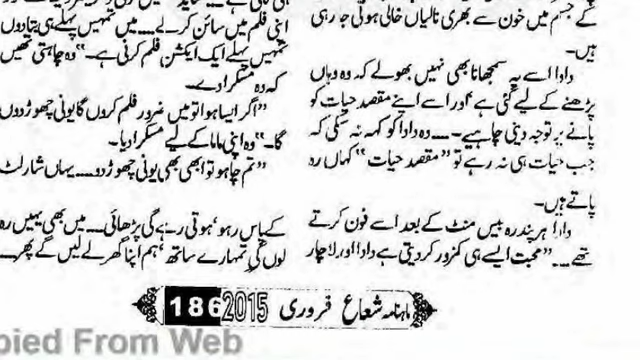 کے جسم میں خون سے بھری نالیاں خالی ہوتی جا رہی
ہیں۔
دادا اسے یہ سمجھانا بھی نہیں بھولے کہ وہ وہاں
پڑھنے کے لیے گئی ہے اور اسے اپنے مقصد حیات کو
پانے پر توجہ دینی چاہیے۔.... وہ دادا کو کہہ نہ سکی کہ
جب حیات ہی نہ رہے تو "مقصد حیات" کہاں رہ
پاتے ہیں۔
دادا ہر پندرہ بیس منٹ کے بعد اسے فون کرتے
تھے.... "محبت ایسے ہی کمزور کر دیتی ہے دادا اور لاچار
اپنی فلم میں سائن کر لے.... میں تمہیں پہلے ہی بتا دوں
تمہیں پہلے ایک ایکشن فلم کرنی ہے۔" وہ چاہتی تھیں
کہ وہ مسکرا دے۔
"اگر ایسا ہوا تو میں ضرور فلم کروں گا یونی چھوڑ دوں
گا۔" وہ اپنی ماما کے لیے مسکرا دیا۔
"تم چاہو تو ابھی بھی یونی چھوڑ دو.... یہاں شارلٹ
کے پاس رہو، ہوتی رہے گی پڑھائی.... میں بھی یہیں رہ
لوں گی تمہارے ساتھ، ہم اپنا گھر لے لیں گے پھر....
ماہنامہ شعاع فروری 2015 186
pied From Web